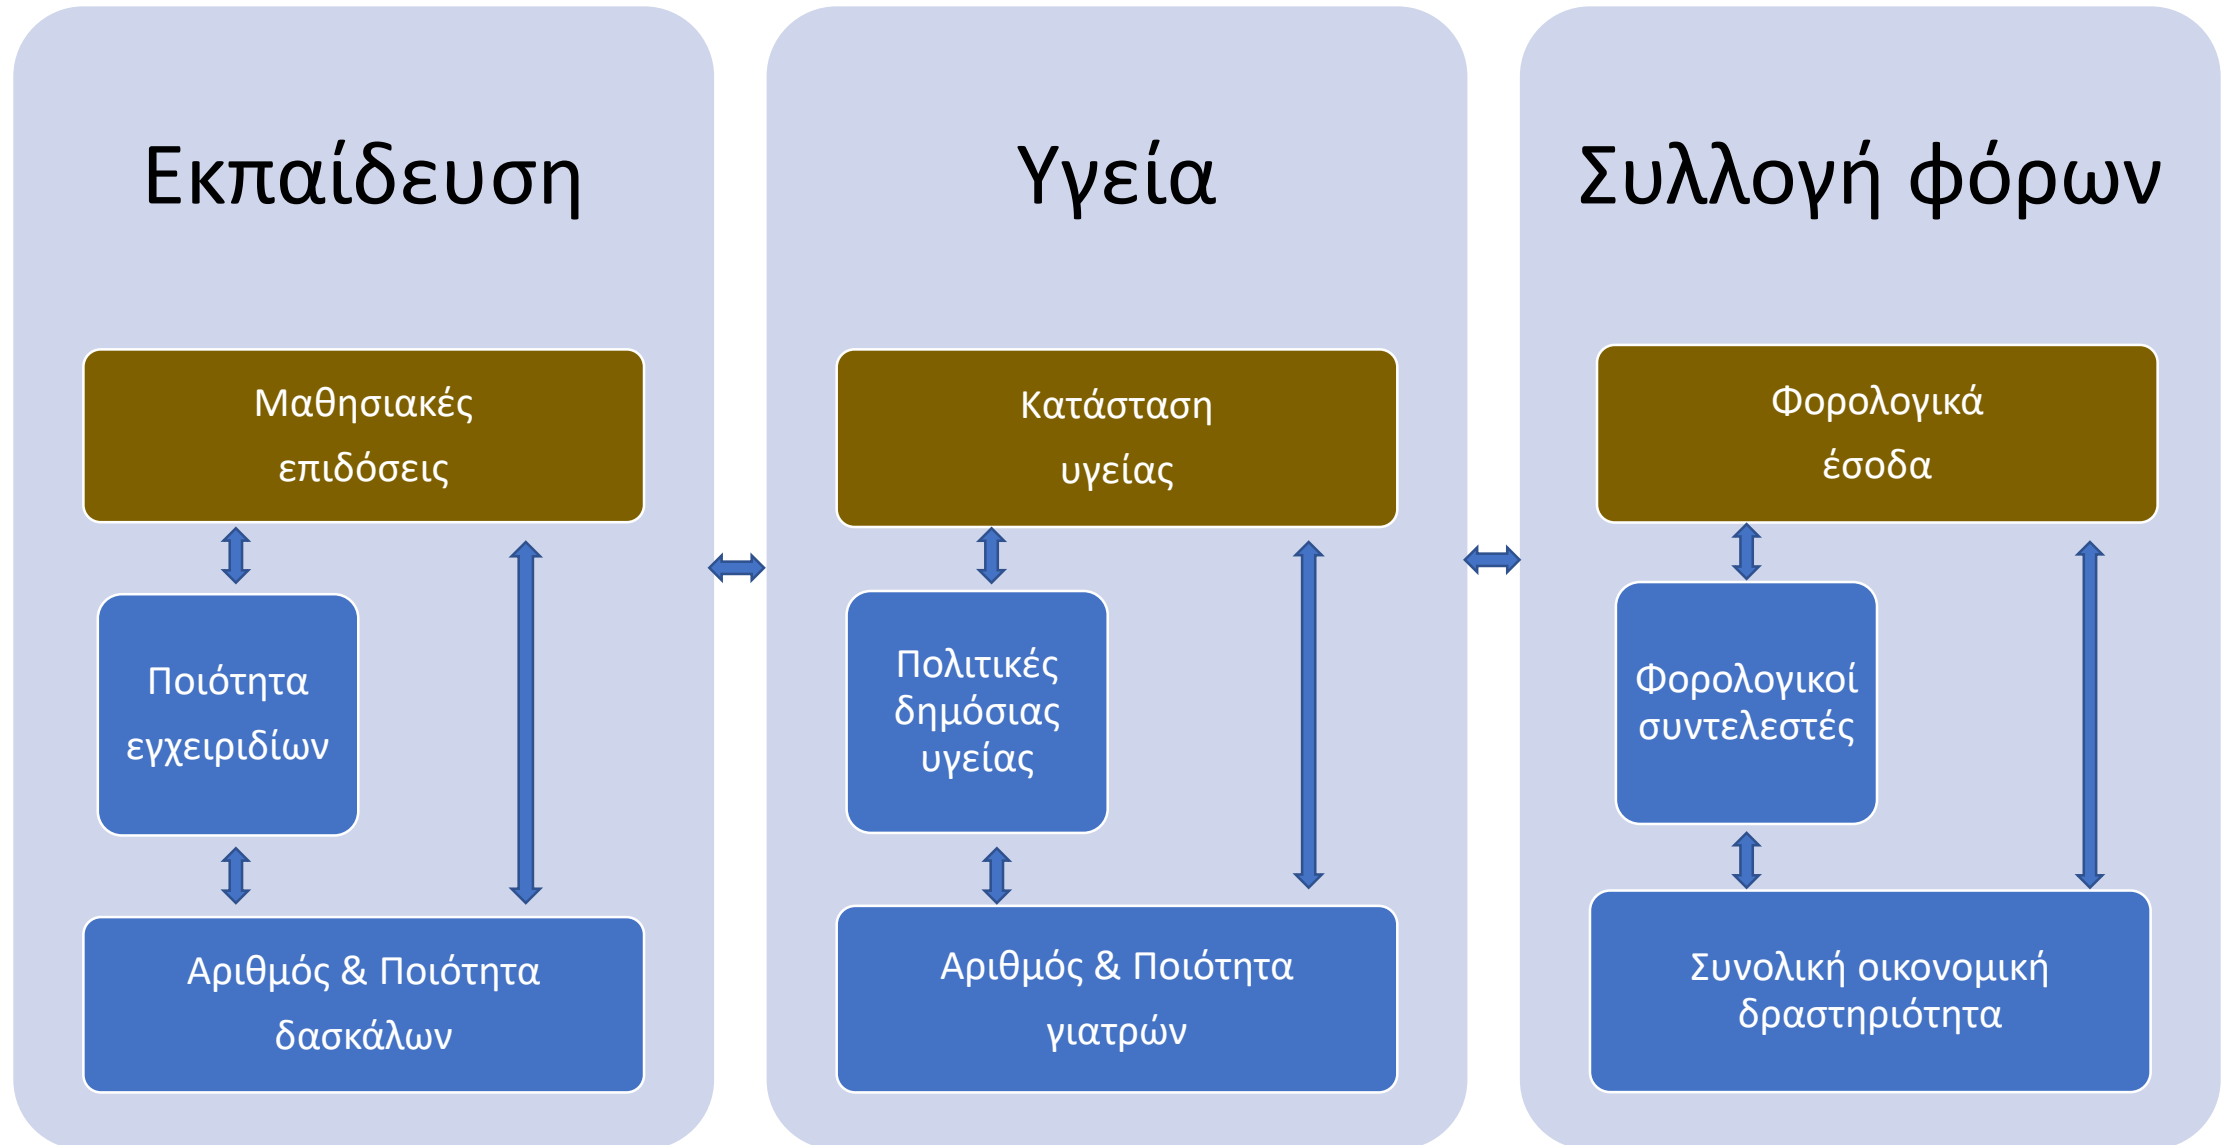 Εκπαίδευση
Μαθησιακές
επιδόσεις
Ποιότητα
εγχειριδίων
Αριθμός & Ποιότητα
δασκάλων
Υγεία
Κατάσταση
υγείας
Πολιτικές
δημόσιας
υγείας
Αριθμός & Ποιότητα
γιατρών
Συλλογή φόρων
Φορολογικά
έσοδα
Φορολογικοί
συντελεστές
Συνολική οικονομική
δραστηριότητα